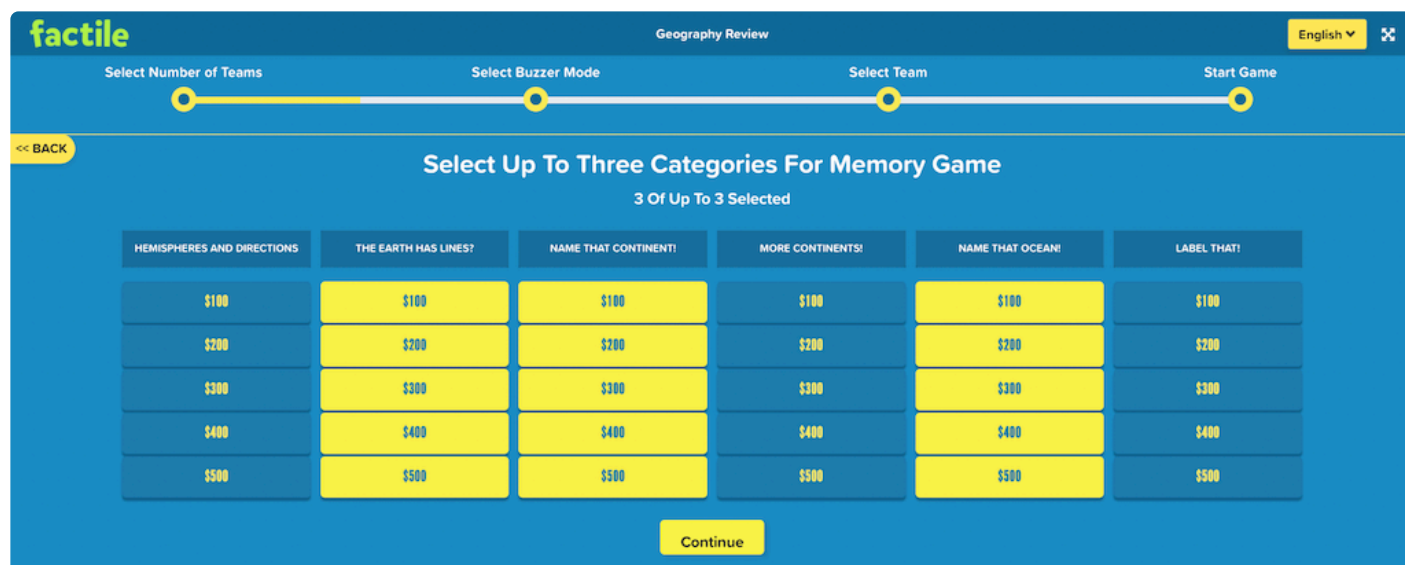 factile
Geography Review
English
Select Number of Teams
Select Buzzer Mode
Select Team
Start Game
<< BACK
Select Up To Three Categories For Memory Game
3 Of Up To 3 Selected
HEMISPHERES AND DIRECTIONS THE EARTH HAS LINES? NAME THAT CONTINENT! MORE CONTINENTS! NAME THAT OCEAN! LABEL THAT!
$100 $100 $100 $100 $100 $100
$200 $200 $200 $200 $200 $200
$300 $300 $300 $300 $300 $300
$400 $400 $400 $400 $400 $400
$500 $500 $500 $500 $500 $500
Continue